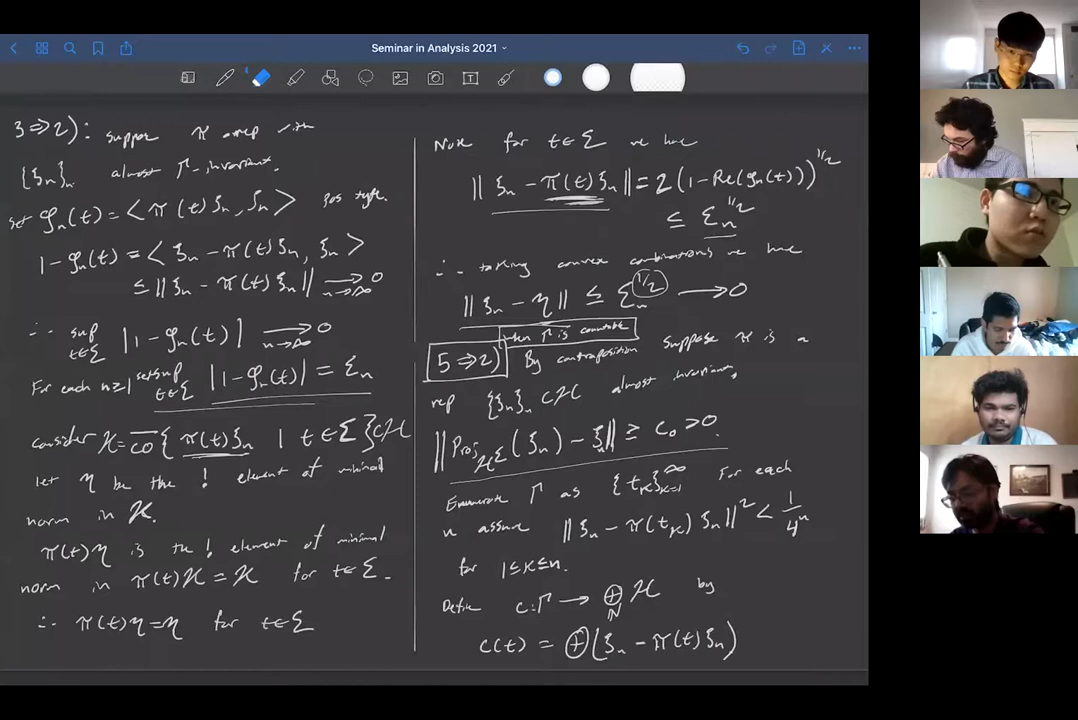 Seminar in Analysis 2021
3 ⇒ 2): suppose π a rep with
{ξn}n almost Γ-invariant.
set φn(t) = <π(t)ξn, ξn> pos type.
1-φn(t) = <ξn - π(t)ξn, ξn>
≤ ||ξn - π(t)ξn|| → 0
n→∞
∴ sup |1-φn(t)| → 0
t∈Σ n→∞
For each n≥1 set sup |1-φn(t)| = εn
t∈Σ
consider K = co{π(t)ξn | t∈Σ} ⊂ H
let η be the ! element of minimal
norm in K.
π(t)η is the ! element of minimal
norm in π(t)K = K for t∈Σ.
∴ π(t)η = η for t∈Σ
Note for t∈Σ we have
||ξn - π(t)ξn|| = 2(1-Re(φn(t)))^1/2
≤ εn^1/2
∴ taking convex combinations we have
||ξn - η|| ≤ εn^1/2 → 0
when Γ is countable
5 ⇒ 2) By contraposition suppose π is a
rep {ξn}n ⊂ H almost invariant,
||Proj_H^Σ(ξn) - ξn|| ≥ c0 > 0.
Enumerate Γ as {tK}K=1^∞ For each
n assume ||ξn - π(tK)ξn||^2 < 1/4^n
for 1≤K≤n.
Define c: Γ → ⊕ H by
N
c(t) = ⊕(ξn - π(t)ξn)